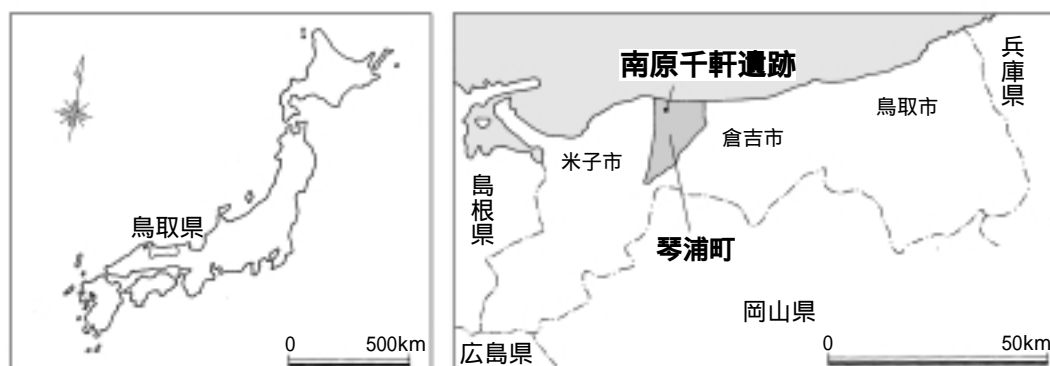 鳥取県
0 500km
南原千軒遺跡
兵
庫
県
鳥取市
倉吉市
米子市
島
根
県
琴浦町
岡山県
広島県
0 50km